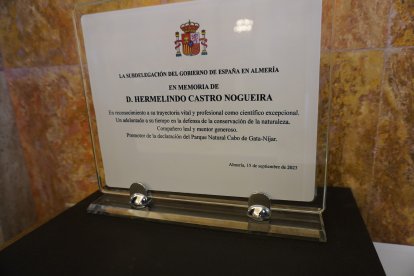 LA SUBDELEGACIÓN DEL GOBIERNO DE ESPAÑA EN ALMERÍA
EN MEMORIA DE
D. HERMELINDO CASTRO NOGUEIRA
En reconocimiento a su trayectoria vital y profesional como científico excepcional.
Un adelantado a su tiempo en la defensa de la conservación de la naturaleza.
Compañero leal y mentor generoso.
Promotor de la declaración del Parque Natural Cabo de Gata-Níjar.
Almería, 15 de septiembre de 2023